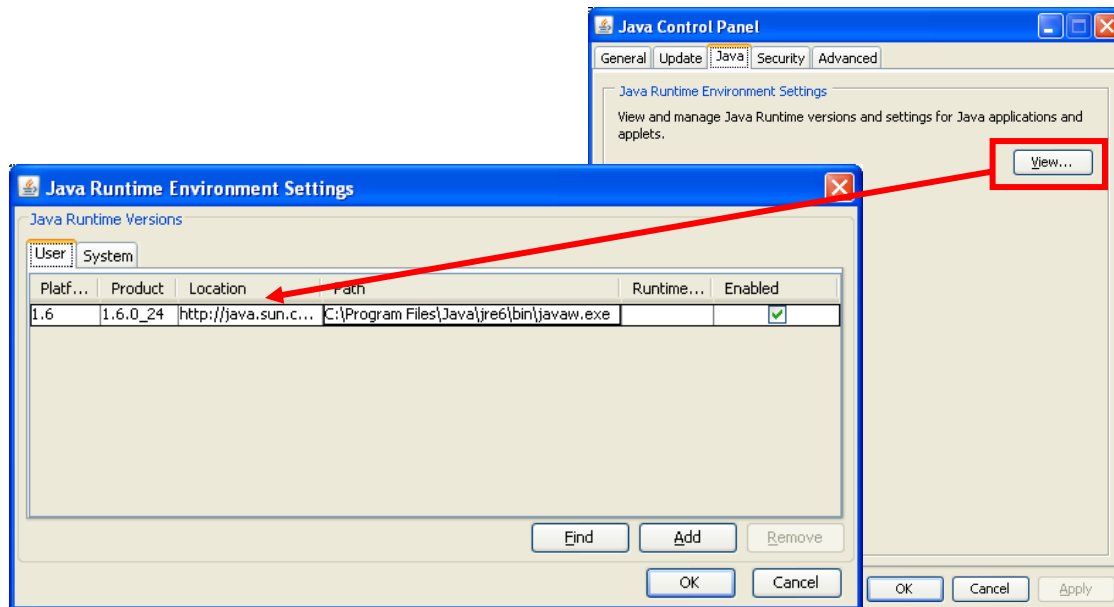 Java Control Panel
General Update Java Security Advanced
Java Runtime Environment Settings
View and manage Java Runtime versions and settings for Java applications and
applets.
View...
Java Runtime Environment Settings
Java Runtime Versions
User System
Platf... Product Location Path Runtime... Enabled
1.6 1.6.0_24 http://java.sun.c... C:\Program Files\Java\jre6\bin\javaw.exe
Find Add Remove
OK Cancel
OK Cancel Apply